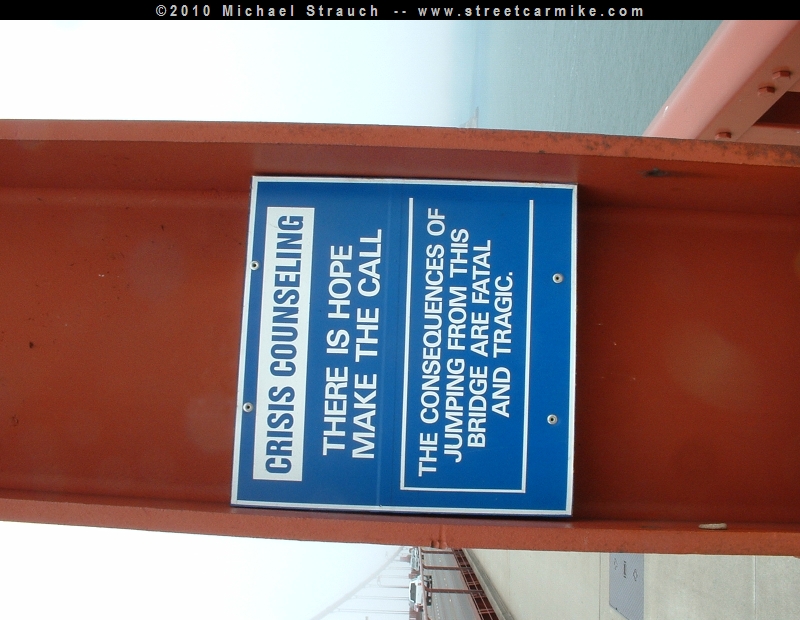 ©2010 Michael Strauch -- www.streetcarmike.com
CRISIS COUNSELING
THERE IS HOPE
MAKE THE CALL
THE CONSEQUENCES OF
JUMPING FROM THIS
BRIDGE ARE FATAL
AND TRAGIC.